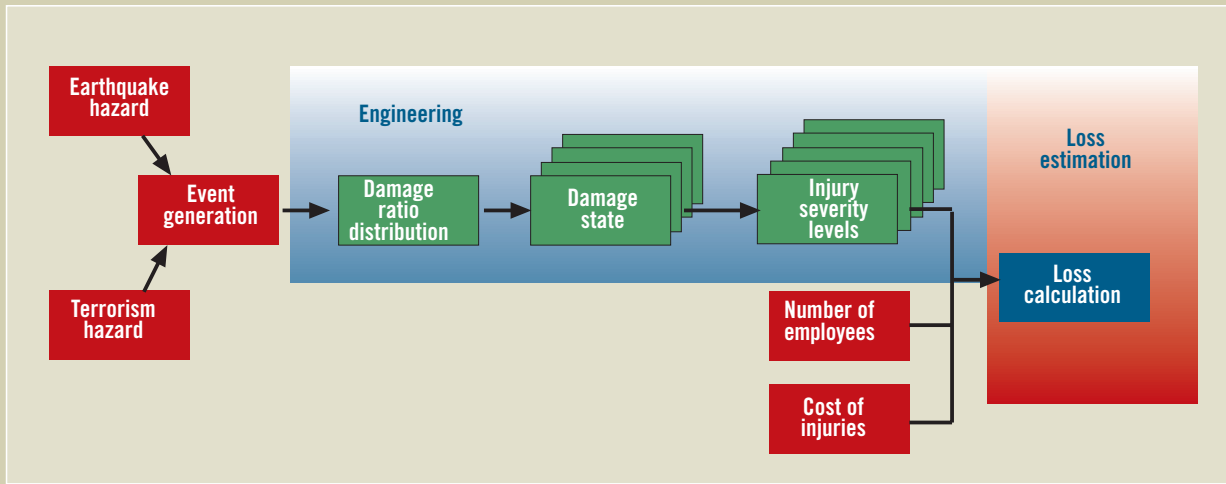 Earthquake
hazard
Engineering
Loss
estimation
Event
generation
Damage
ratio
distribution
Damage
state
Injury
severity
levels
Loss
calculation
Terrorism
hazard
Number of
employees
Cost of
injuries